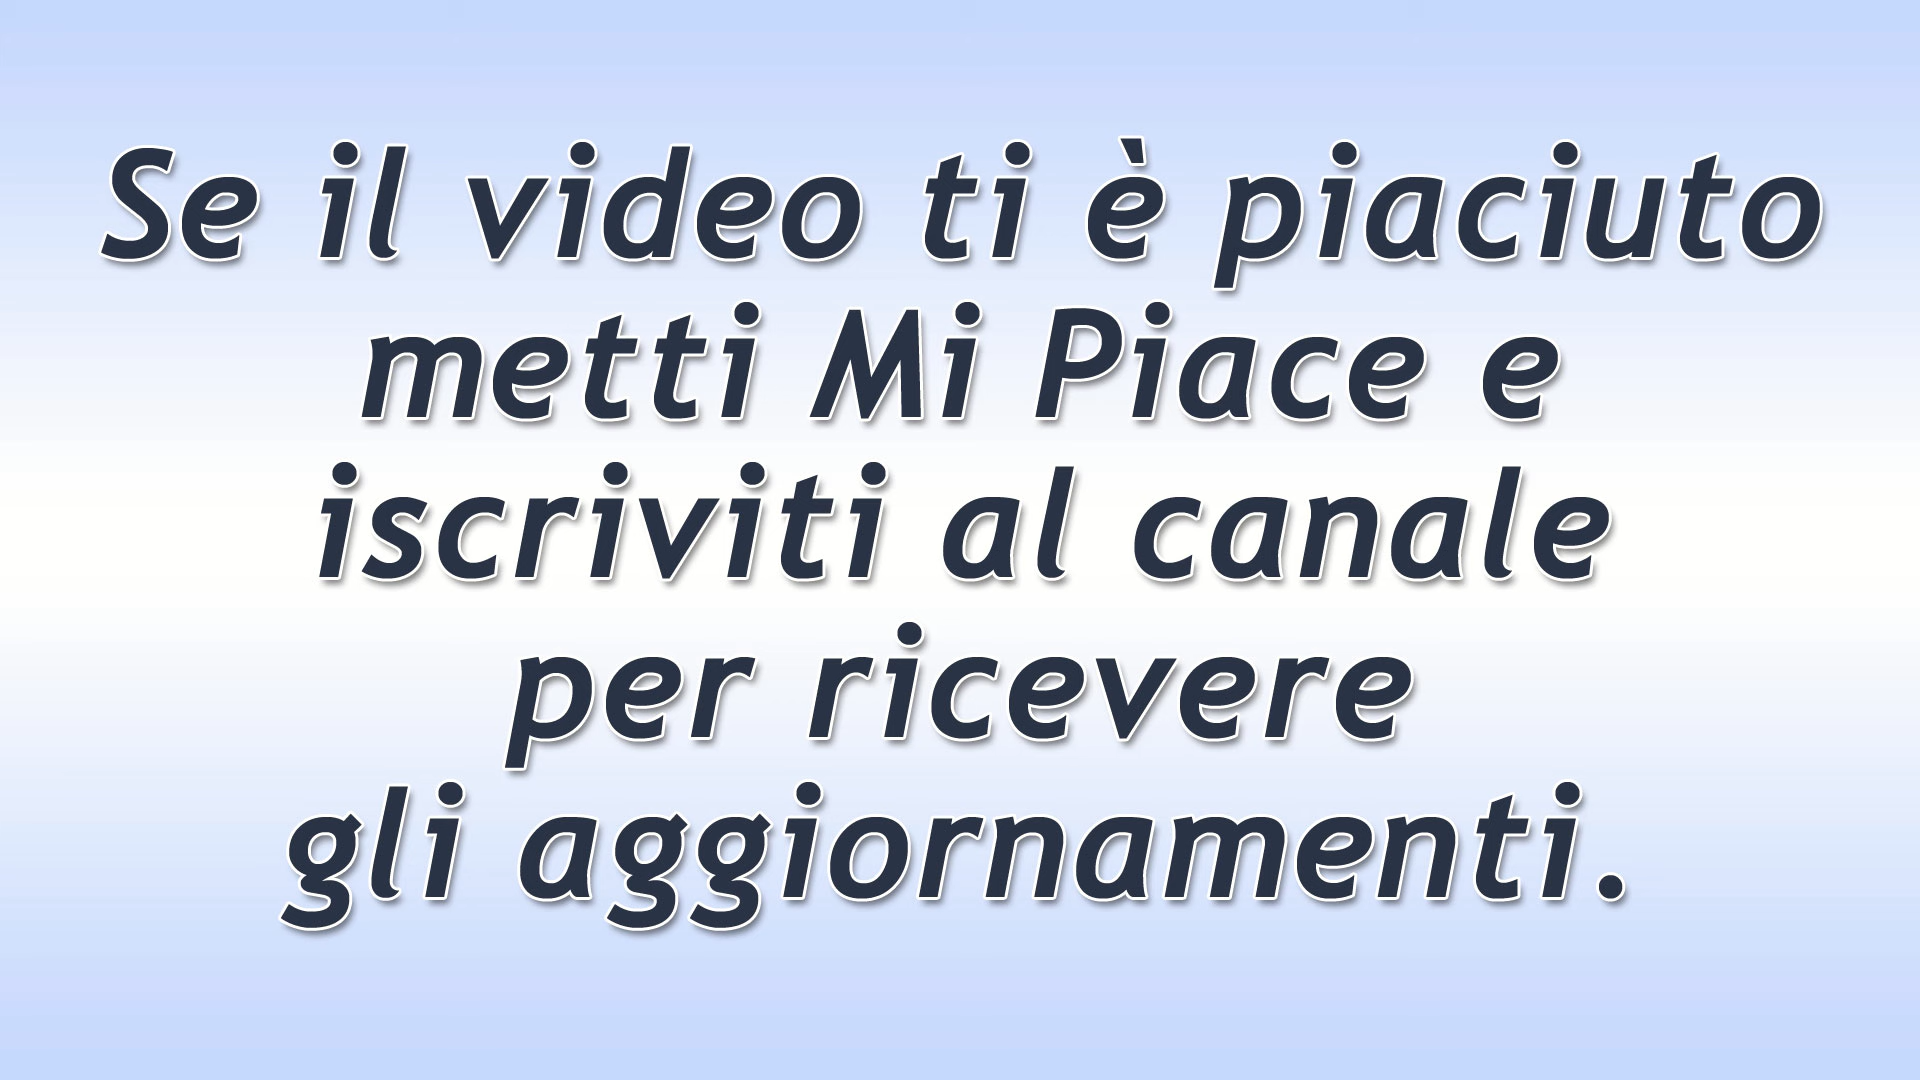 Se il video ti è piaciuto
metti Mi Piace e
iscriviti al canale
per ricevere
gli aggiornamenti.